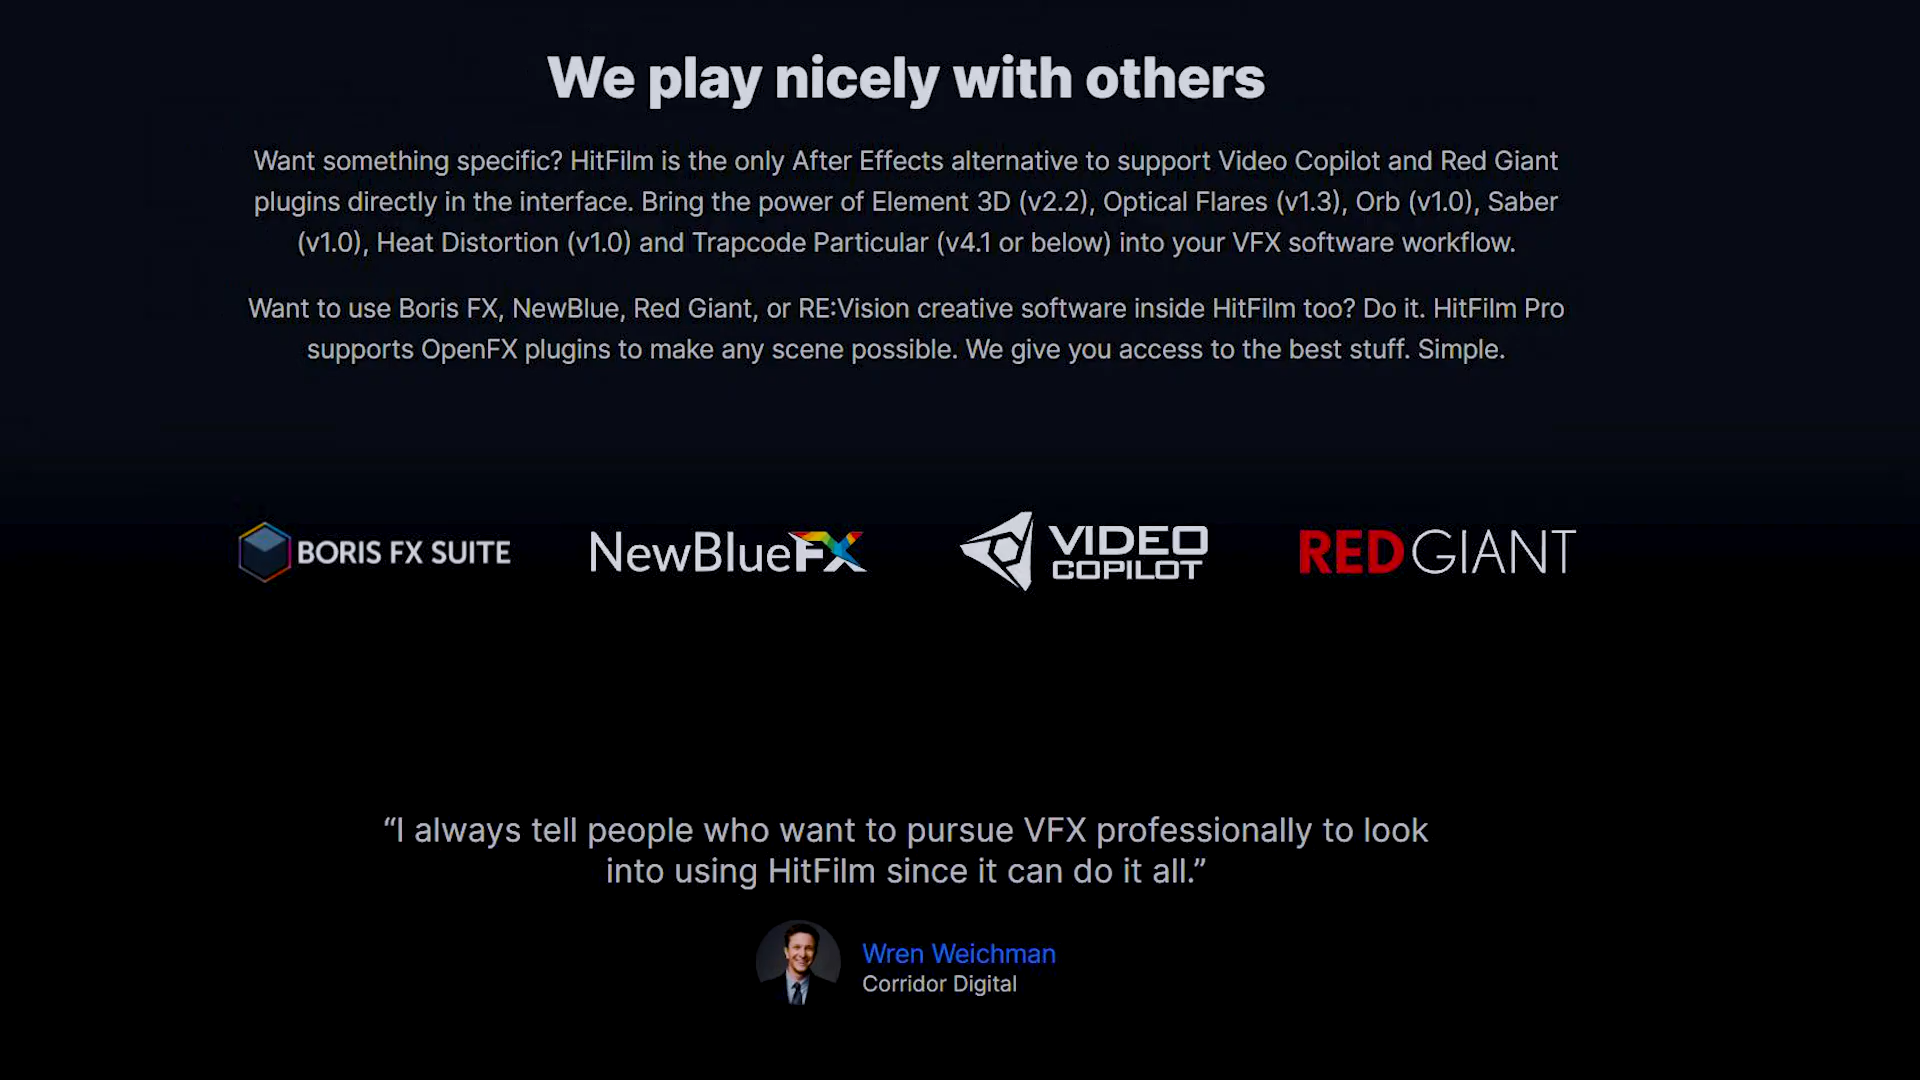 We play nicely with others
Want something specific? HitFilm is the only After Effects alternative to support Video Copilot and Red Giant
plugins directly in the interface. Bring the power of Element 3D (v2.2), Optical Flares (v1.3), Orb (v1.0), Saber
(v1.0), Heat Distortion (v1.0) and Trapcode Particular (v4.1 or below) into your VFX software workflow.
Want to use Boris FX, NewBlue, Red Giant, or RE:Vision creative software inside HitFilm too? Do it. HitFilm Pro
supports OpenFX plugins to make any scene possible. We give you access to the best stuff. Simple.
BORIS FX SUITE
NewBlueFX
VIDEO
COPILOT
RED GIANT
“I always tell people who want to pursue VFX professionally to look
into using HitFilm since it can do it all.”
Wren Weichman
Corridor Digital